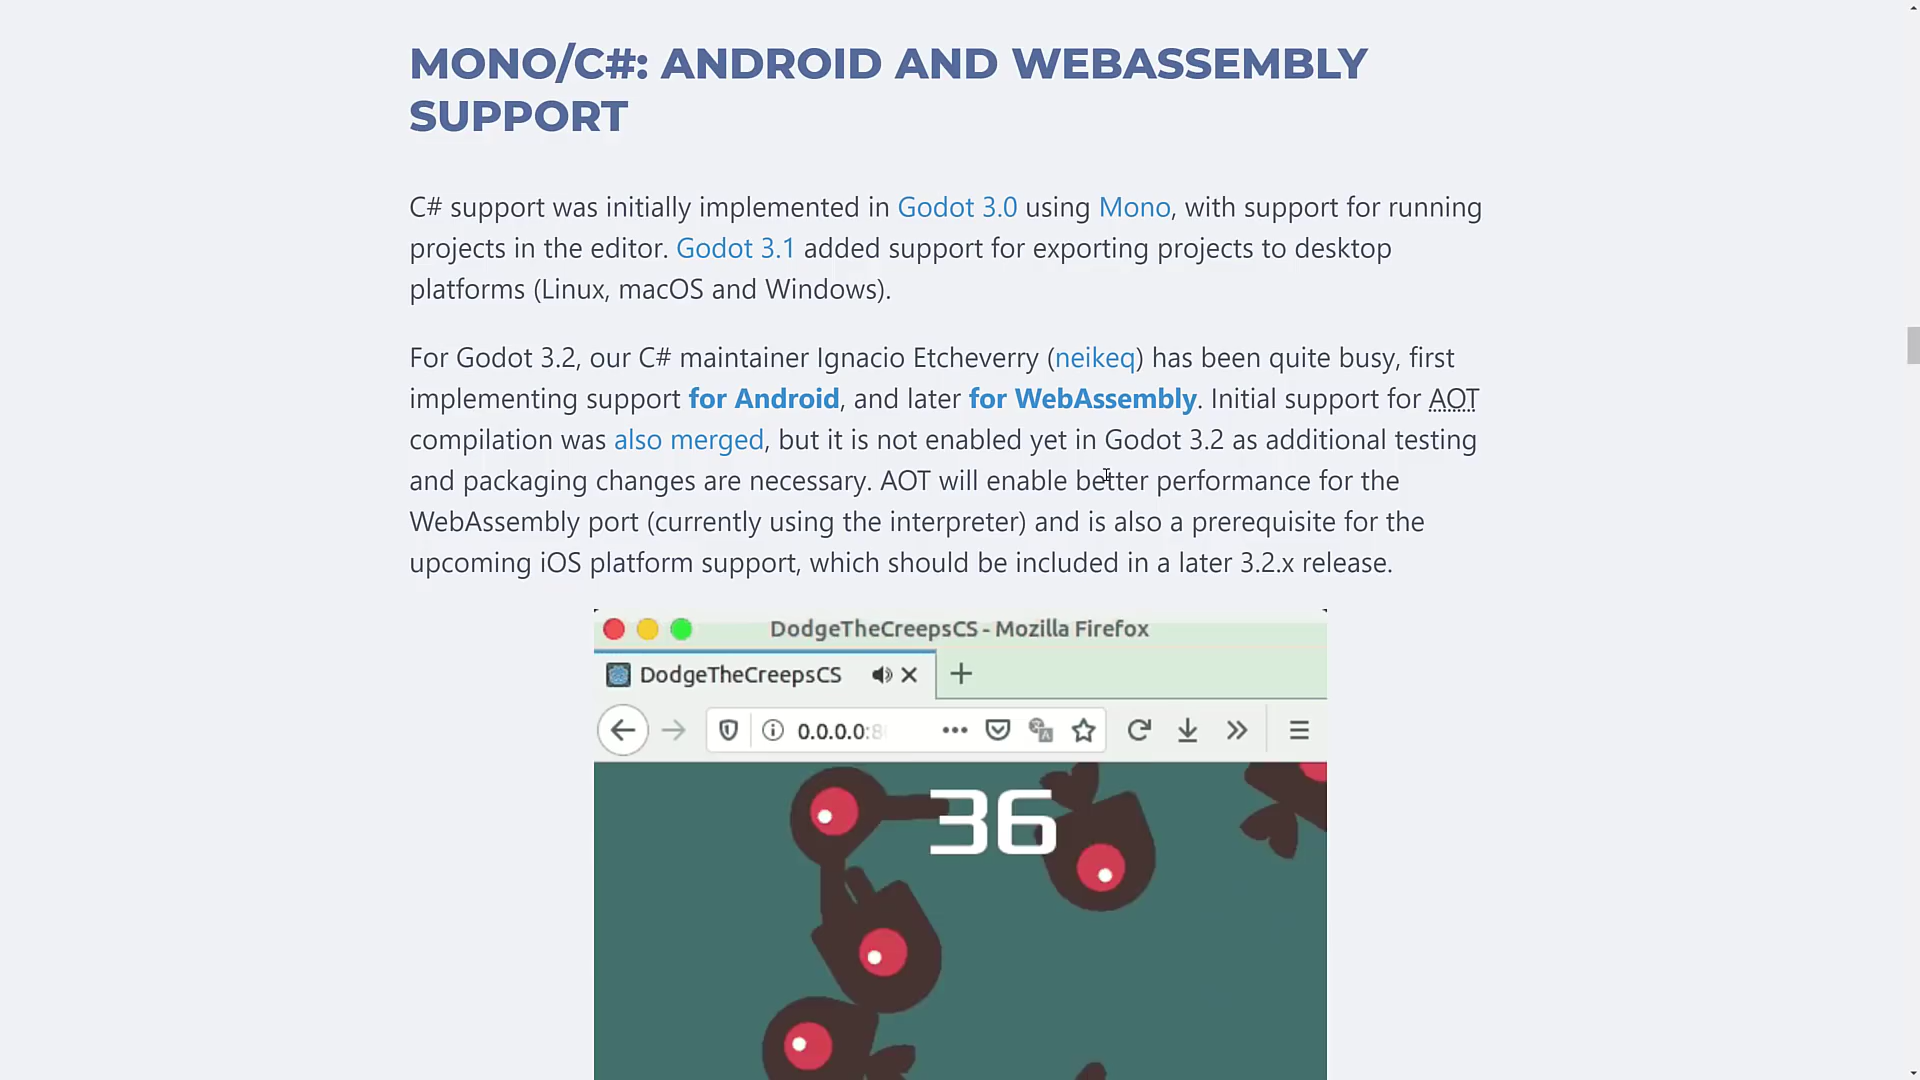 MONO/C#: ANDROID AND WEBASSEMBLY
SUPPORT
C# support was initially implemented in Godot 3.0 using Mono, with support for running
projects in the editor. Godot 3.1 added support for exporting projects to desktop
platforms (Linux, macOS and Windows).
For Godot 3.2, our C# maintainer Ignacio Etcheverry (neikeq) has been quite busy, first
implementing support for Android, and later for WebAssembly. Initial support for AOT
compilation was also merged, but it is not enabled yet in Godot 3.2 as additional testing
and packaging changes are necessary. AOT will enable better performance for the
WebAssembly port (currently using the interpreter) and is also a prerequisite for the
upcoming iOS platform support, which should be included in a later 3.2.x release.
DodgeTheCreepsCS - Mozilla Firefox
DodgeTheCreepsCS
0.0.0.0:8
36